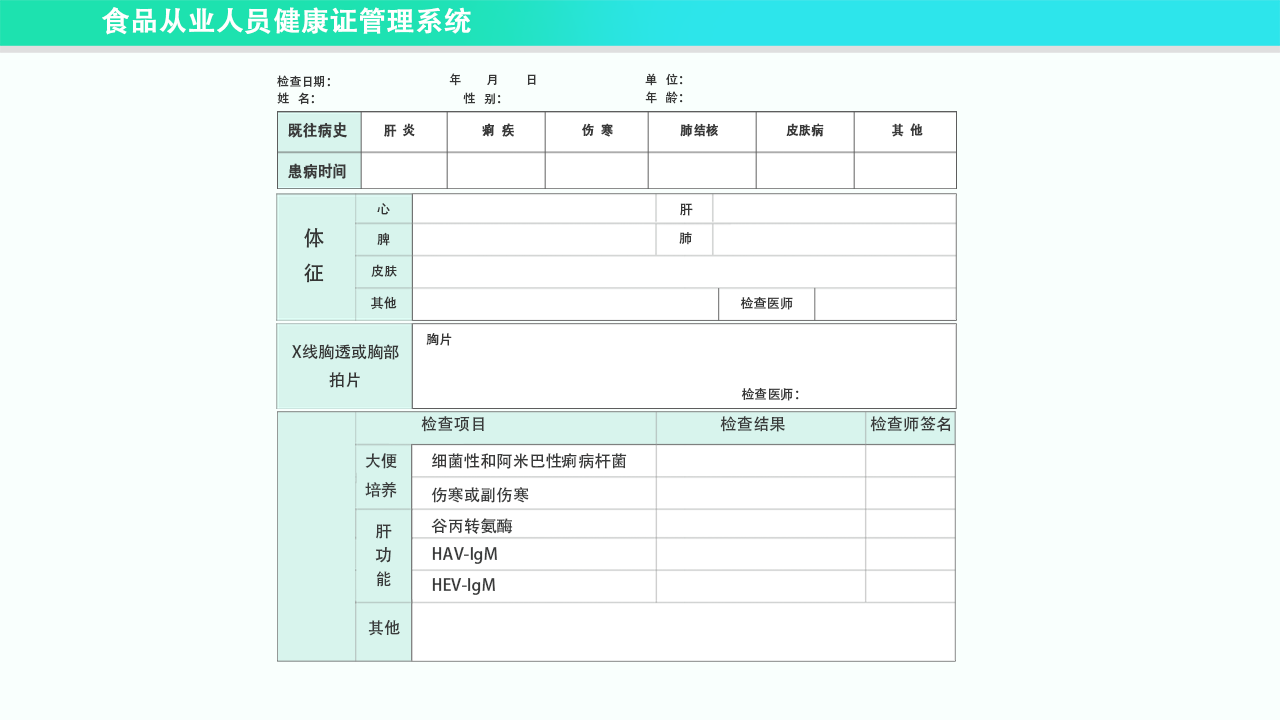 食品从业人员健康证管理系统
检查日期： 年 月 日 单 位：
姓 名： 性 别： 年 龄：
既往病史 肝 炎 痢 疾 伤 寒 肺结核 皮肤病 其 他
患病时间
体征
心 肝
脾 肺
皮肤
其他 检查医师
X线胸透或胸部
拍片
胸片
检查医师：
检查项目 检查结果 检查师签名
大便
培养
细菌性和阿米巴性痢病杆菌
伤寒或副伤寒
肝
功
能
谷丙转氨酶
HAV-IgM
HEV-IgM
其他